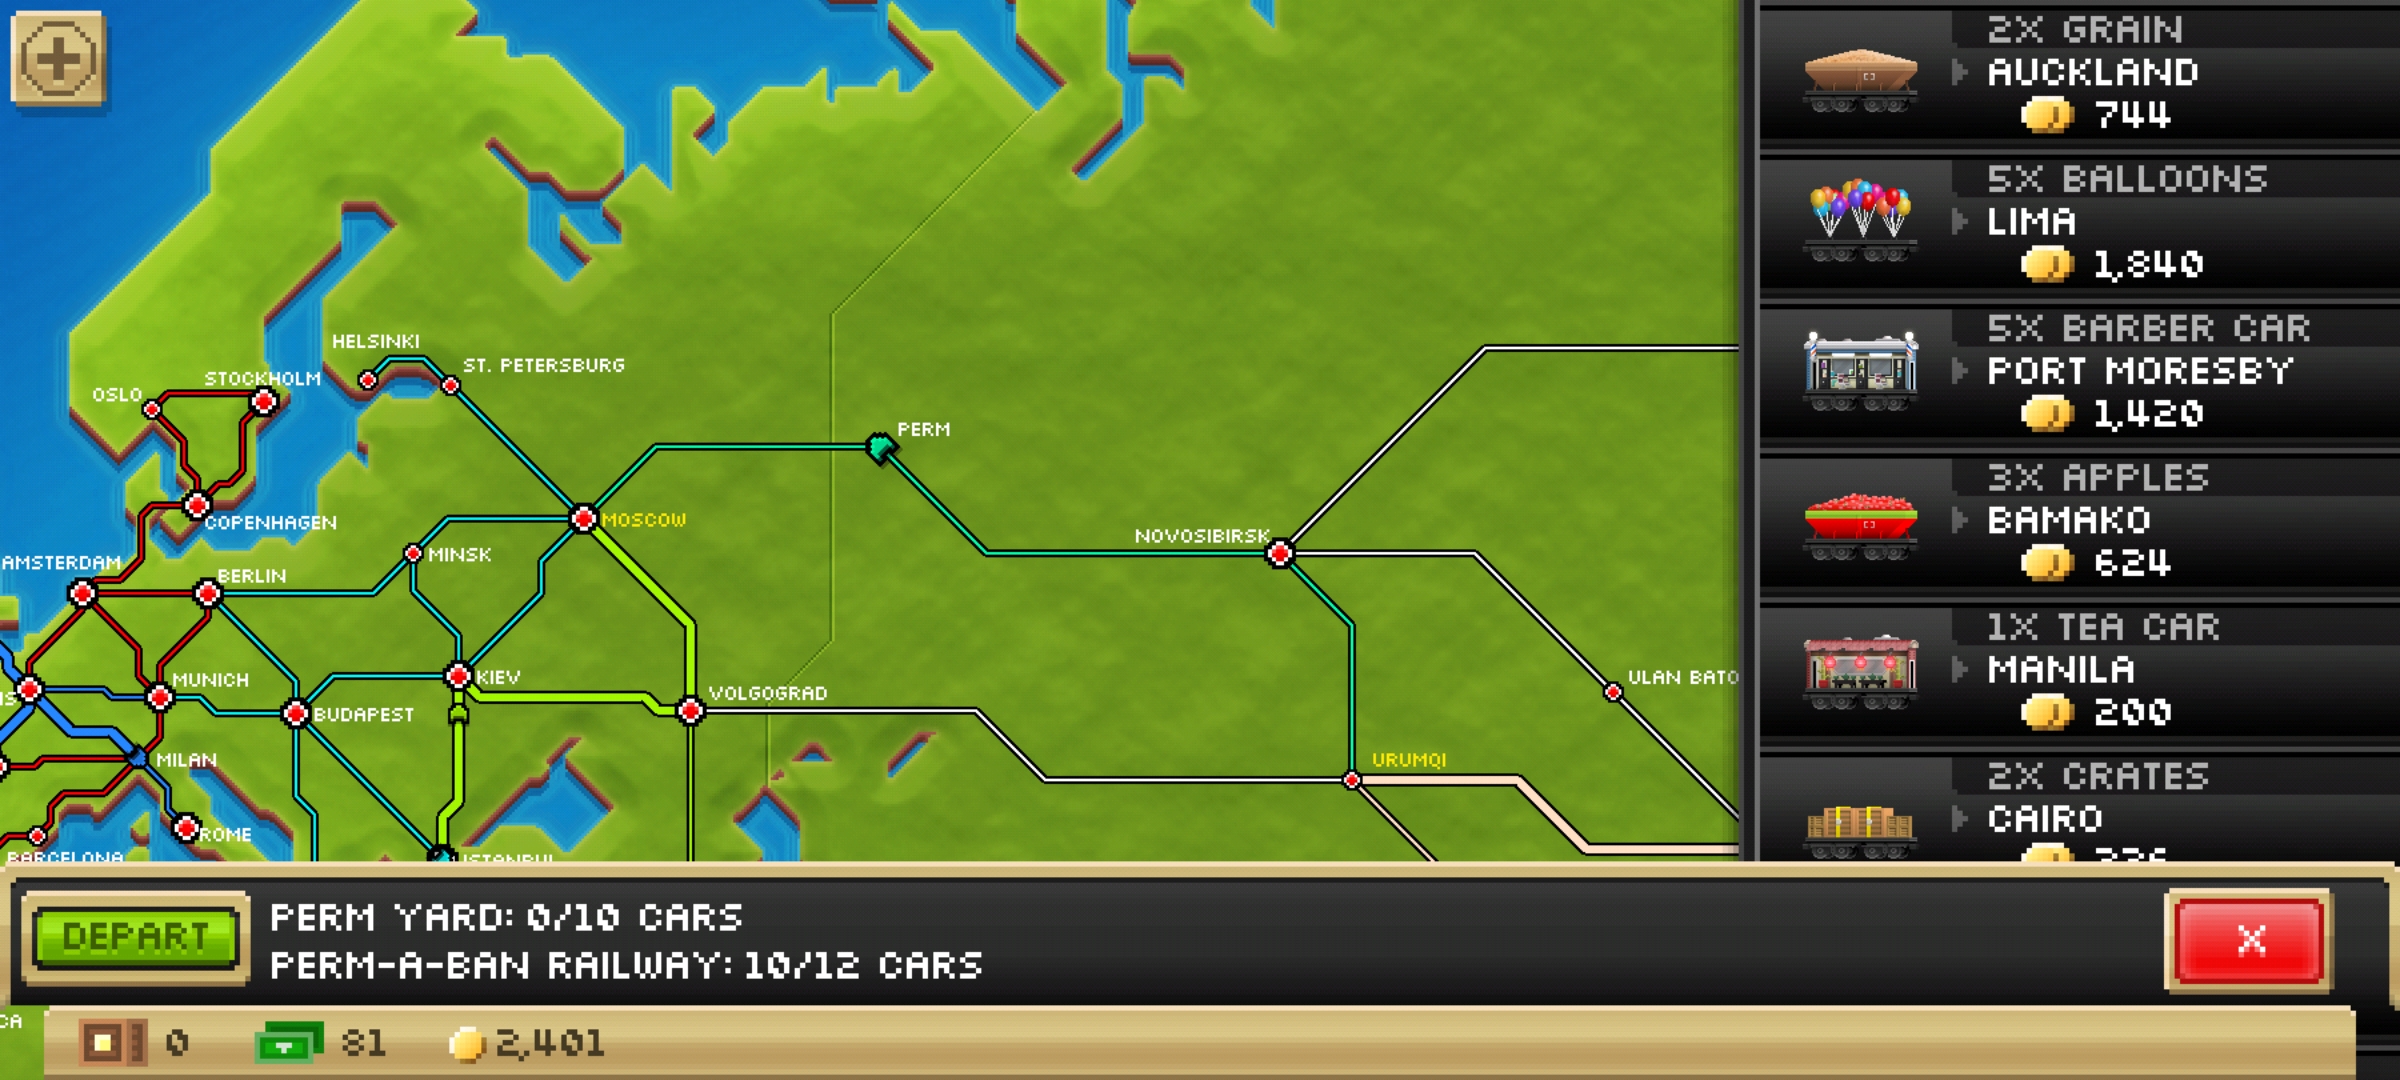 HELSINKI
ST. PETERSBURG
STOCKHOLM
OSLO
PERM
COPENHAGEN
MOSCOW
NOVOSIBIRSK
MINSK
AMSTERDAM
BERLIN
MUNICH
KIEV
ULAN BATO
VOLGOGRAD
BUDAPEST
MILAN
URUMQI
ROME
BARCELONA
ISTANBUL
2X GRAIN
AUCKLAND
744
5X BALLOONS
LIMA
1,840
5X BARBER CAR
PORT MORESBY
1,420
3X APPLES
BAMAKO
624
1X TEA CAR
MANILA
200
2X CRATES
CAIRO
DEPART
PERM YARD: 0/10 CARS
PERM-A-BAN RAILWAY: 10/12 CARS
X
CA
0
81
2,401